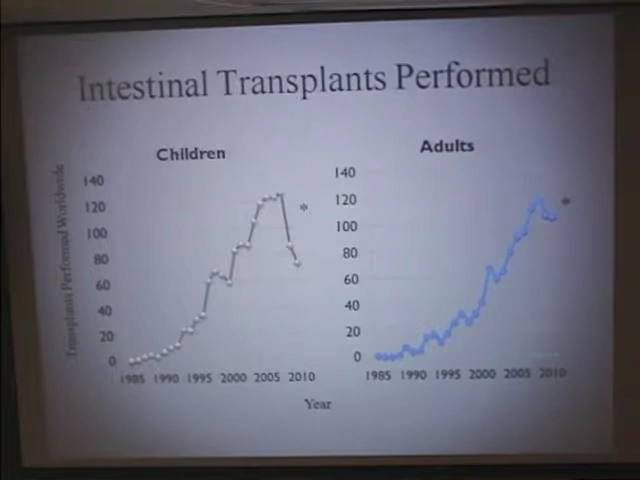 Intestinal Transplants Performed
Children
Adults
Transplants Performed Worldwide
140
120
100
80
60
40
20
0
*
1985 1990 1995 2000 2005 2010
140
120
100
80
60
40
20
0
*
1985 1990 1995 2000 2005 2010
Year